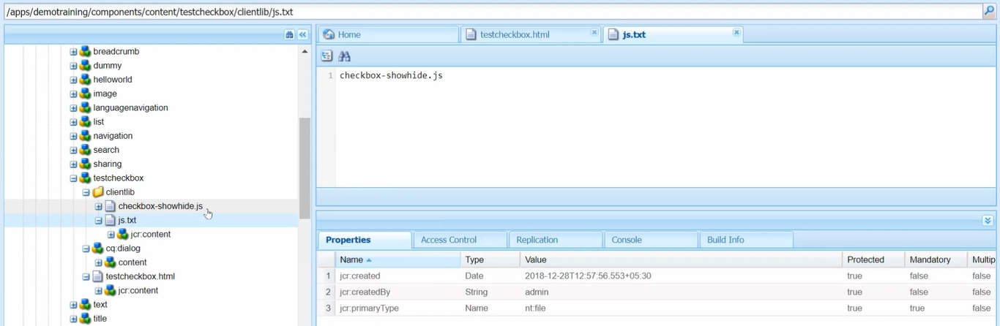 /apps/demotraining/components/content/testcheckbox/clientlib/js.txt
breadcrumb
dummy
helloworld
image
languagenavigation
list
navigation
search
sharing
testcheckbox
clientlib
checkbox-showhide.js
js.txt
jcr:content
cq:dialog
content
testcheckbox.html
jcr:content
text
title
Home testcheckbox.html js.txt
1 checkbox-showhide.js
Properties Access Control Replication Console Build Info
Name Type Value Protected Mandatory Multip
1 jcr:created Date 2018-12-28T12:57:56.553+05:30 true false false
2 jcr:createdBy String admin true false false
3 jcr:primaryType Name nt:file true true false